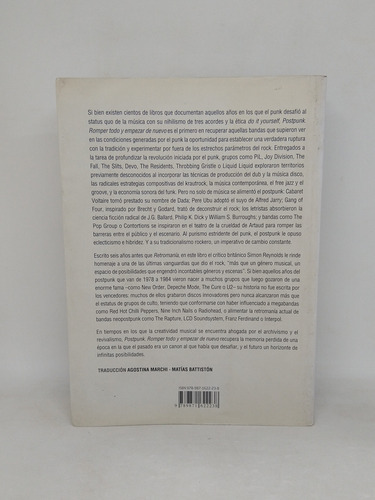 Si bien existen cientos de libros que documentan aquellos años en los que el punk desafió al
status quo de la música con su nihilismo de tres acordes y la ética do it yourself, Postpunk.
Romper todo y empezar de nuevo es el primero en recuperar aquellas bandas que supieron ver
en las condiciones generadas por el punk la oportunidad para establecer una verdadera ruptura
con la tradición y experimentar por fuera de los estrechos parámetros del rock. Entregados a la
tarea de profundizar la revolución iniciada por el punk, grupos como PiL, Joy Division, The
Fall, The Slits, Devo, The Residents, Throbbing Gristle o Liquid Liquid exploraron territorios
previamente desconocidos al incorporar las técnicas de producción del dub y la música disco,
las radicales estrategias compositivas del krautrock, la música contemporánea, el free jazz y el
groove, y la economía sonora del funk. Pero no solo de música se alimentó el postpunk: Cabaret
Voltaire tomó prestado su nombre de Dada; Pere Ubu adoptó el suyo de Alfred Jarry; Gang of
Four, inspirado por Brecht y Godard, trató de deconstruir el rock; los letristas absorbieron la
ciencia ficción radical de J.G. Ballard, Philip K. Dick y William S. Burroughs; y bandas como The
Pop Group o Contortions se inspiraron en el teatro de la crueldad de Artaud para romper las
barreras entre el público y el escenario. Al purismo estridente del punk, el postpunk le opuso
eclecticismo e hibridez. Y a su tradicionalismo rockero, un imperativo de cambio constante.
Escrito seis años antes que Retromanía, en este libro el crítico británico Simon Reynolds le rinde
homenaje a una de las últimas vanguardias que dio el rock, "más que un género musical, un
espacio de posibilidades que engendró incontables géneros y escenas". Si bien aquellos años del
postpunk que van de 1978 a 1984 vieron nacer a muchos grupos que luego gozaron de una
enorme fama –como New Order, Depeche Mode, The Cure o U2– su historia no fue escrita por
los vencedores: muchos de ellos grabaron discos innovadores pero nunca alcanzaron más que
el estatus de grupos de culto, teniendo que conformarse con haber influenciado a megabandas
como Red Hot Chili Peppers, Nine Inch Nails o Radiohead, o alimentar la retromanía actual de
bandas neopostpunk como The Rapture, LCD Soundsystem, Franz Ferdinand o Interpol.
En tiempos en los que la creatividad musical se encuentra ahogada por el archivismo y el
revivalismo, Postpunk. Romper todo y empezar de nuevo recupera la memoria perdida de una
época en la que el pasado era un canon al que había que desafiar, y el futuro un horizonte de
infinitas posibilidades.
TRADUCCIÓN AGOSTINA MARCHI - MATÍAS BATTISTÓN